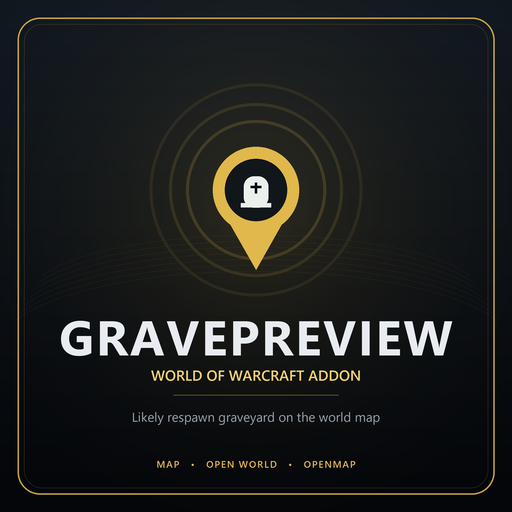 GRAVEPREVIEW
WORLD OF WARCRAFT ADDON
Likely respawn graveyard on the world map
MAP • OPEN WORLD • OPENMAP